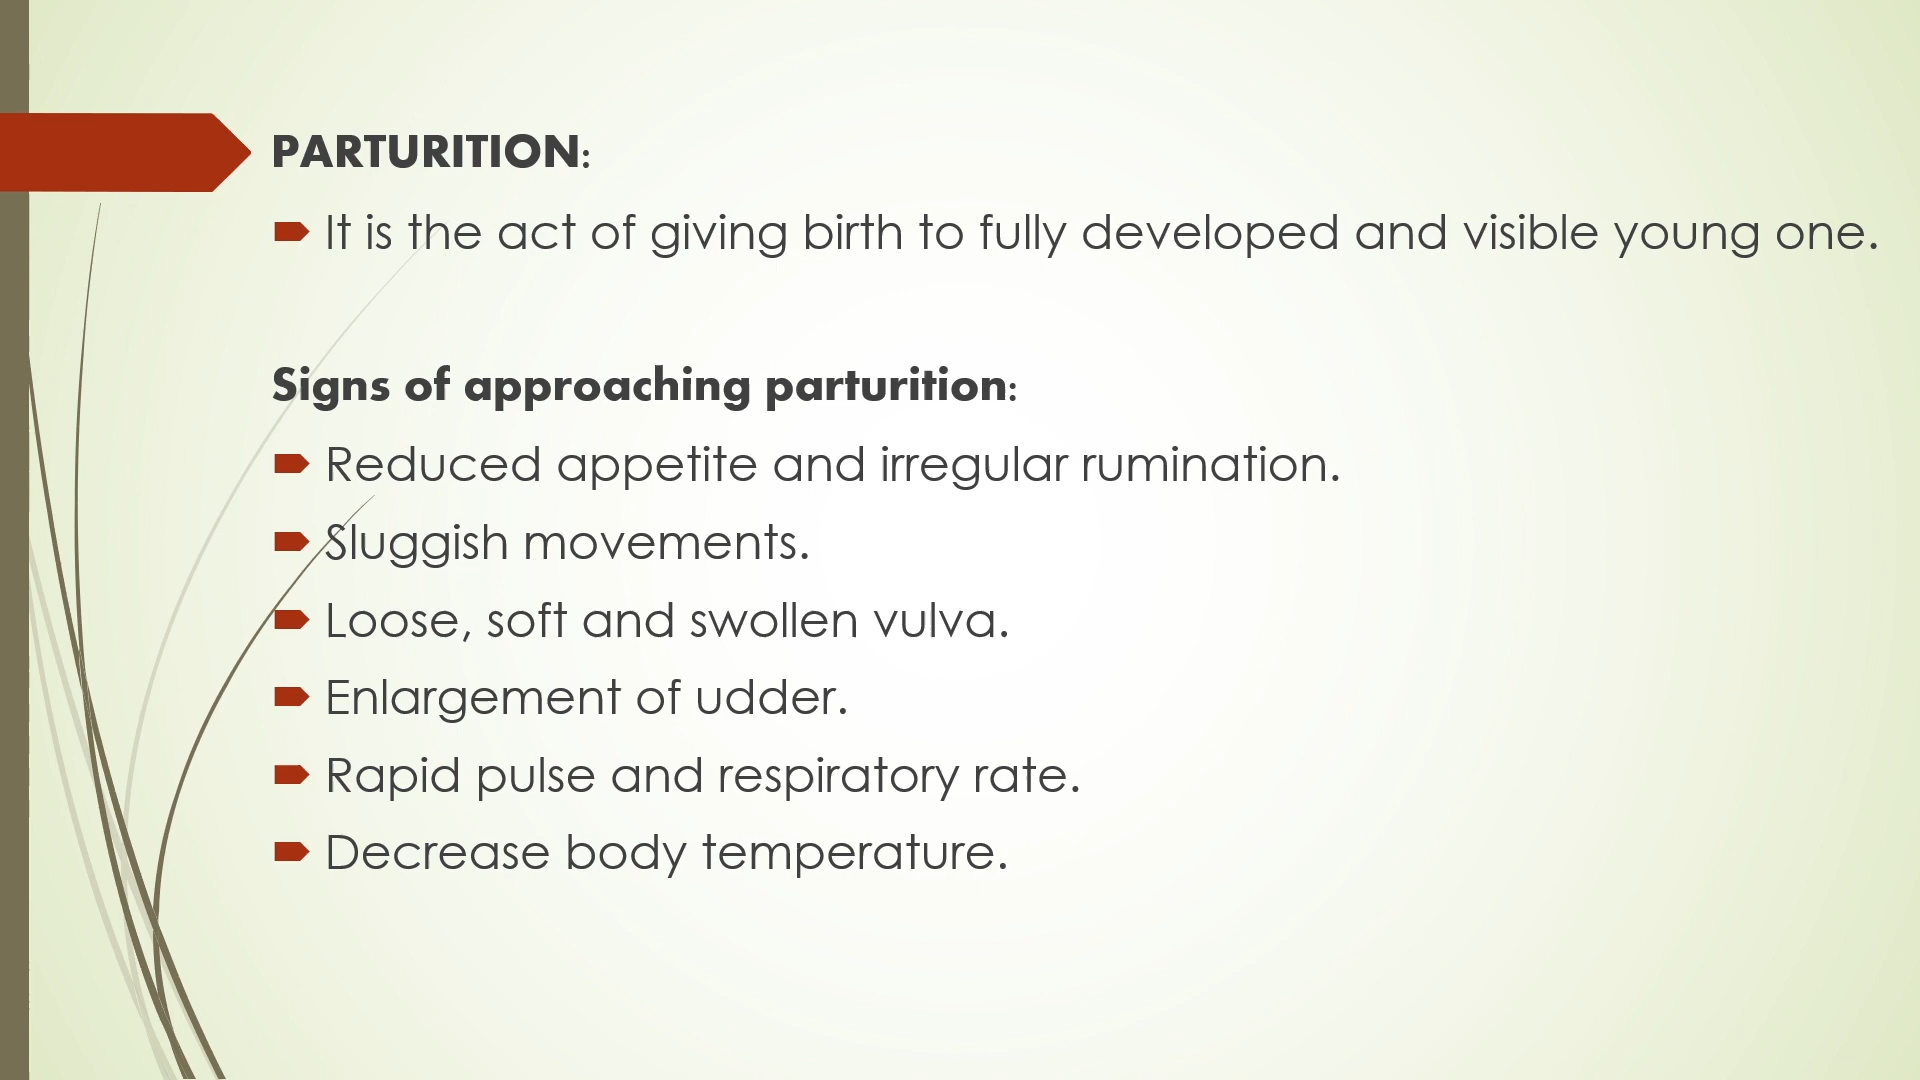 PARTURITION:
It is the act of giving birth to fully developed and visible young one.
Signs of approaching parturition:
Reduced appetite and irregular rumination.
Sluggish movements.
Loose, soft and swollen vulva.
Enlargement of udder.
Rapid pulse and respiratory rate.
Decrease body temperature.